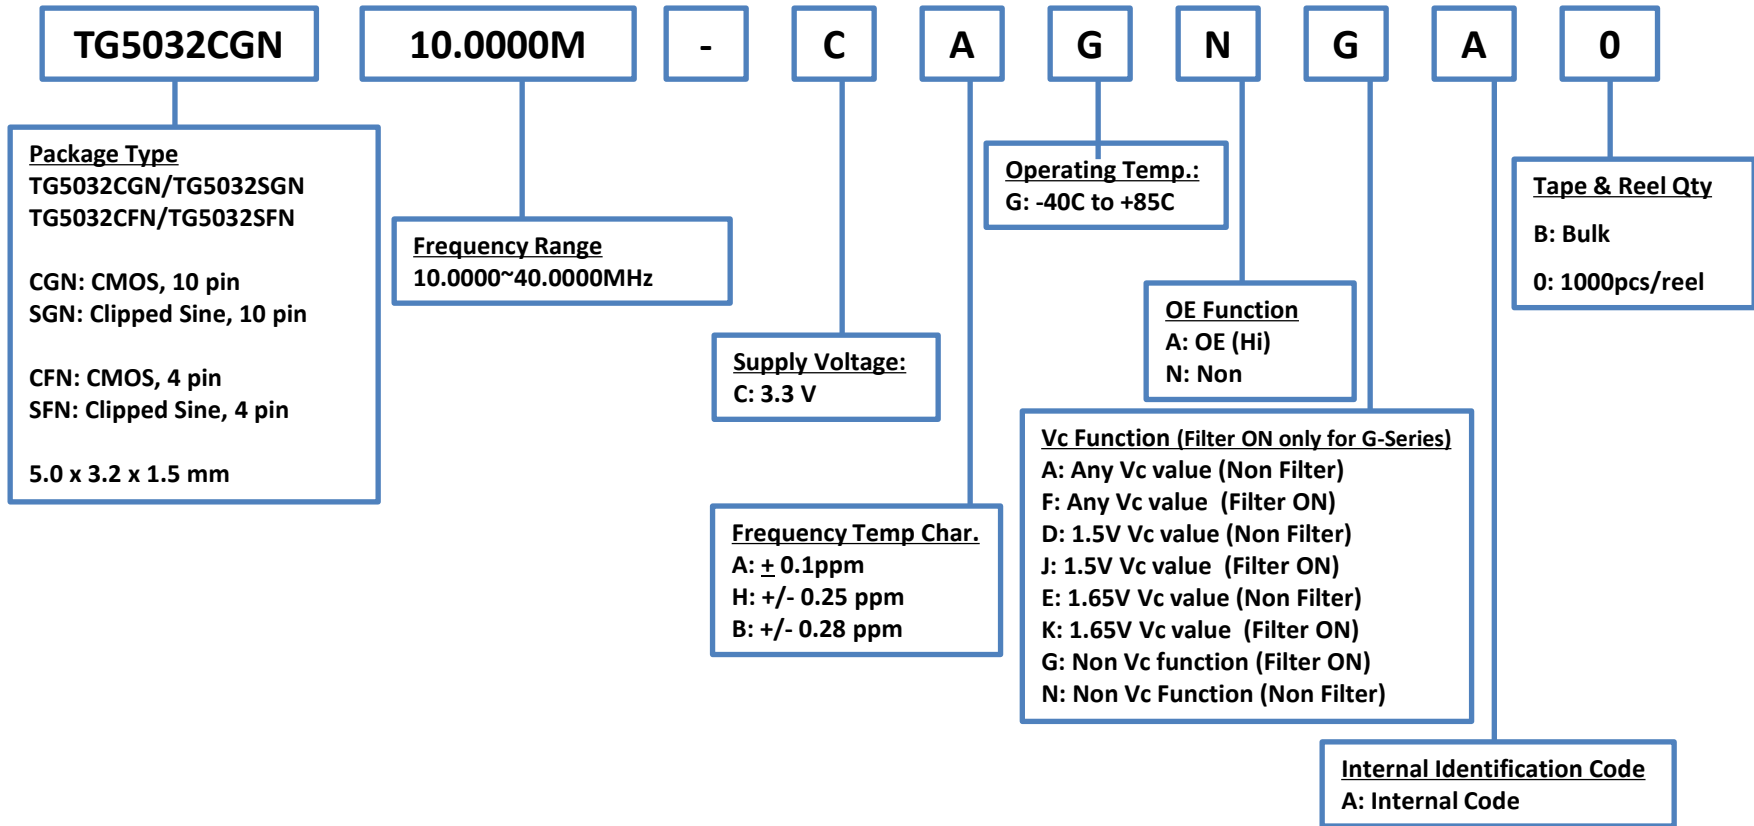 TG5032CGN 10.0000M - C A G N G A 0
Package Type
TG5032CGN/TG5032SGN
TG5032CFN/TG5032SFN
CGN: CMOS, 10 pin
SGN: Clipped Sine, 10 pin
CFN: CMOS, 4 pin
SFN: Clipped Sine, 4 pin
5.0 x 3.2 x 1.5 mm
Frequency Range
10.0000~40.0000MHz
Supply Voltage:
C: 3.3 V
Frequency Temp Char.
A: ± 0.1ppm
H: +/- 0.25 ppm
B: +/- 0.28 ppm
Operating Temp.:
G: -40C to +85C
OE Function
A: OE (Hi)
N: Non
Vc Function (Filter ON only for G-Series)
A: Any Vc value (Non Filter)
F: Any Vc value (Filter ON)
D: 1.5V Vc value (Non Filter)
J: 1.5V Vc value (Filter ON)
E: 1.65V Vc value (Non Filter)
K: 1.65V Vc value (Filter ON)
G: Non Vc function (Filter ON)
N: Non Vc Function (Non Filter)
Internal Identification Code
A: Internal Code
Tape & Reel Qty
B: Bulk
0: 1000pcs/reel